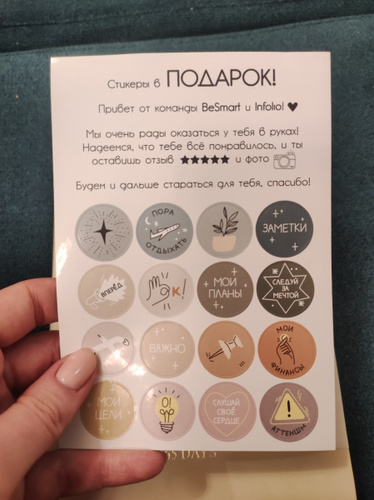 Стикеры в ПОДАРОК!
Привет от команды BeSmart и Infolio!
Мы очень рады оказаться у тебя в руках!
Надеемся, что тебе всё понравилось, и ты
оставишь отзыв ★★★★★ и фото
Будем и дальше стараться для тебя, спасибо!
ПОРА
ОТДЫХАТЬ
ЗАМЕТКИ
ВПЕРЁД
ОК!
МОИ
ПЛАНЫ
СЛЕДУЙ
ЗА
МЕЧТОЙ
ВАЖНО
МОИ
ФИНАНСЫ
МОИ
ЦЕЛИ
СЛУШАЙ
СВОЁ
СЕРДЦЕ
АТТЕНШН
DAYS